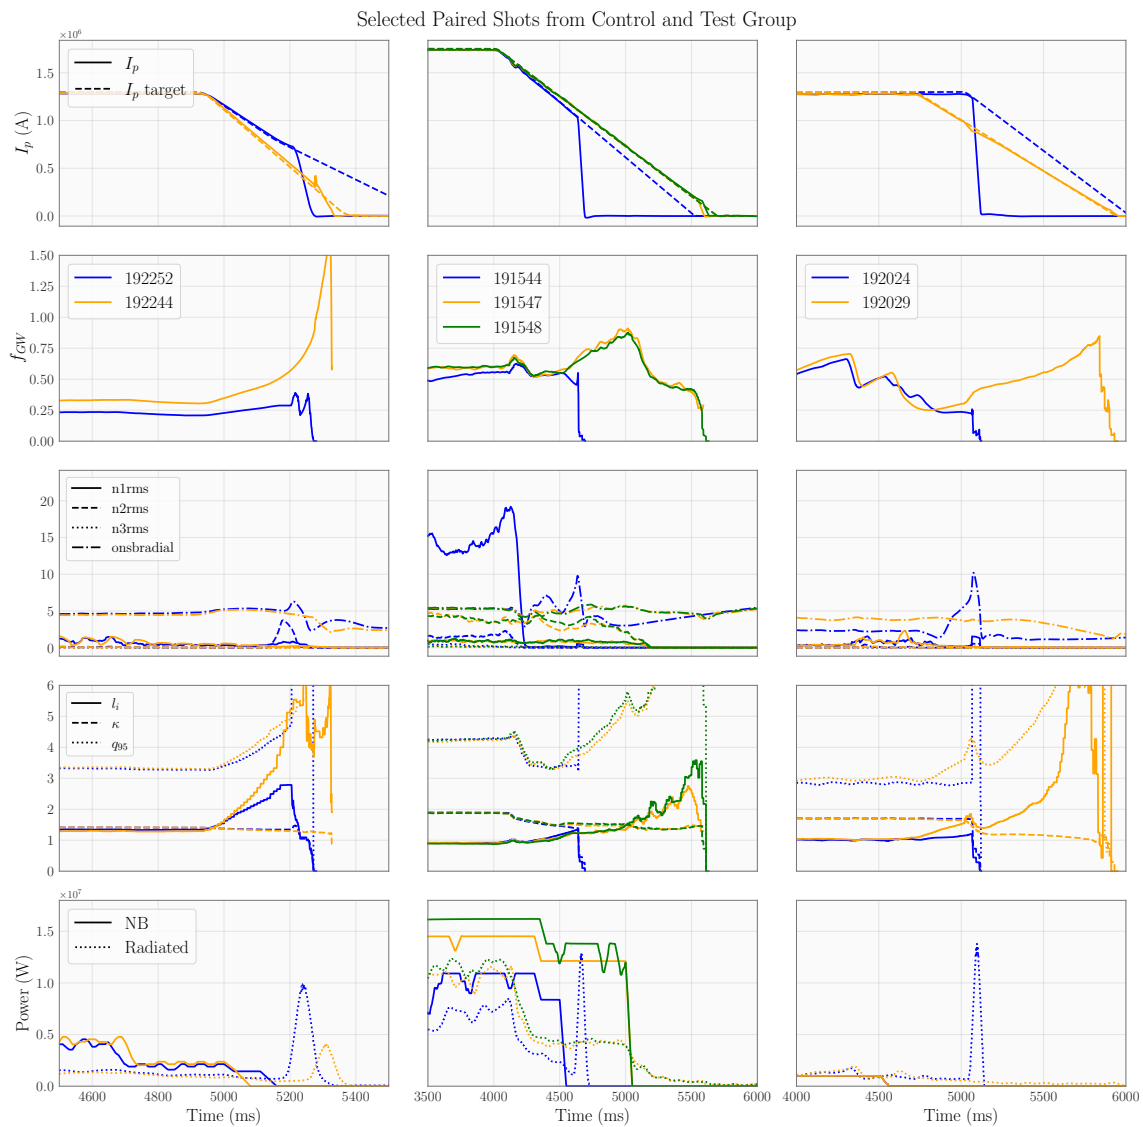 Selected Paired Shots from Control and Test Group
×10⁶
I_p
I_p target
I_p (A)
1.5
1.0
0.5
0.0
192252
192244
191544
191547
191548
192024
192029
f_GW
1.50
1.25
1.00
0.75
0.50
0.25
0.00
n1rms
n2rms
n3rms
onsbradial
20
15
10
5
0
l_i
κ
q_95
6
5
4
3
2
1
0
×10⁷
NB
Radiated
Power (W)
1.5
1.0
0.5
0.0
4600 4800 5000 5200 5400
3500 4000 4500 5000 5500 6000
4000 4500 5000 5500 6000
Time (ms) Time (ms) Time (ms)